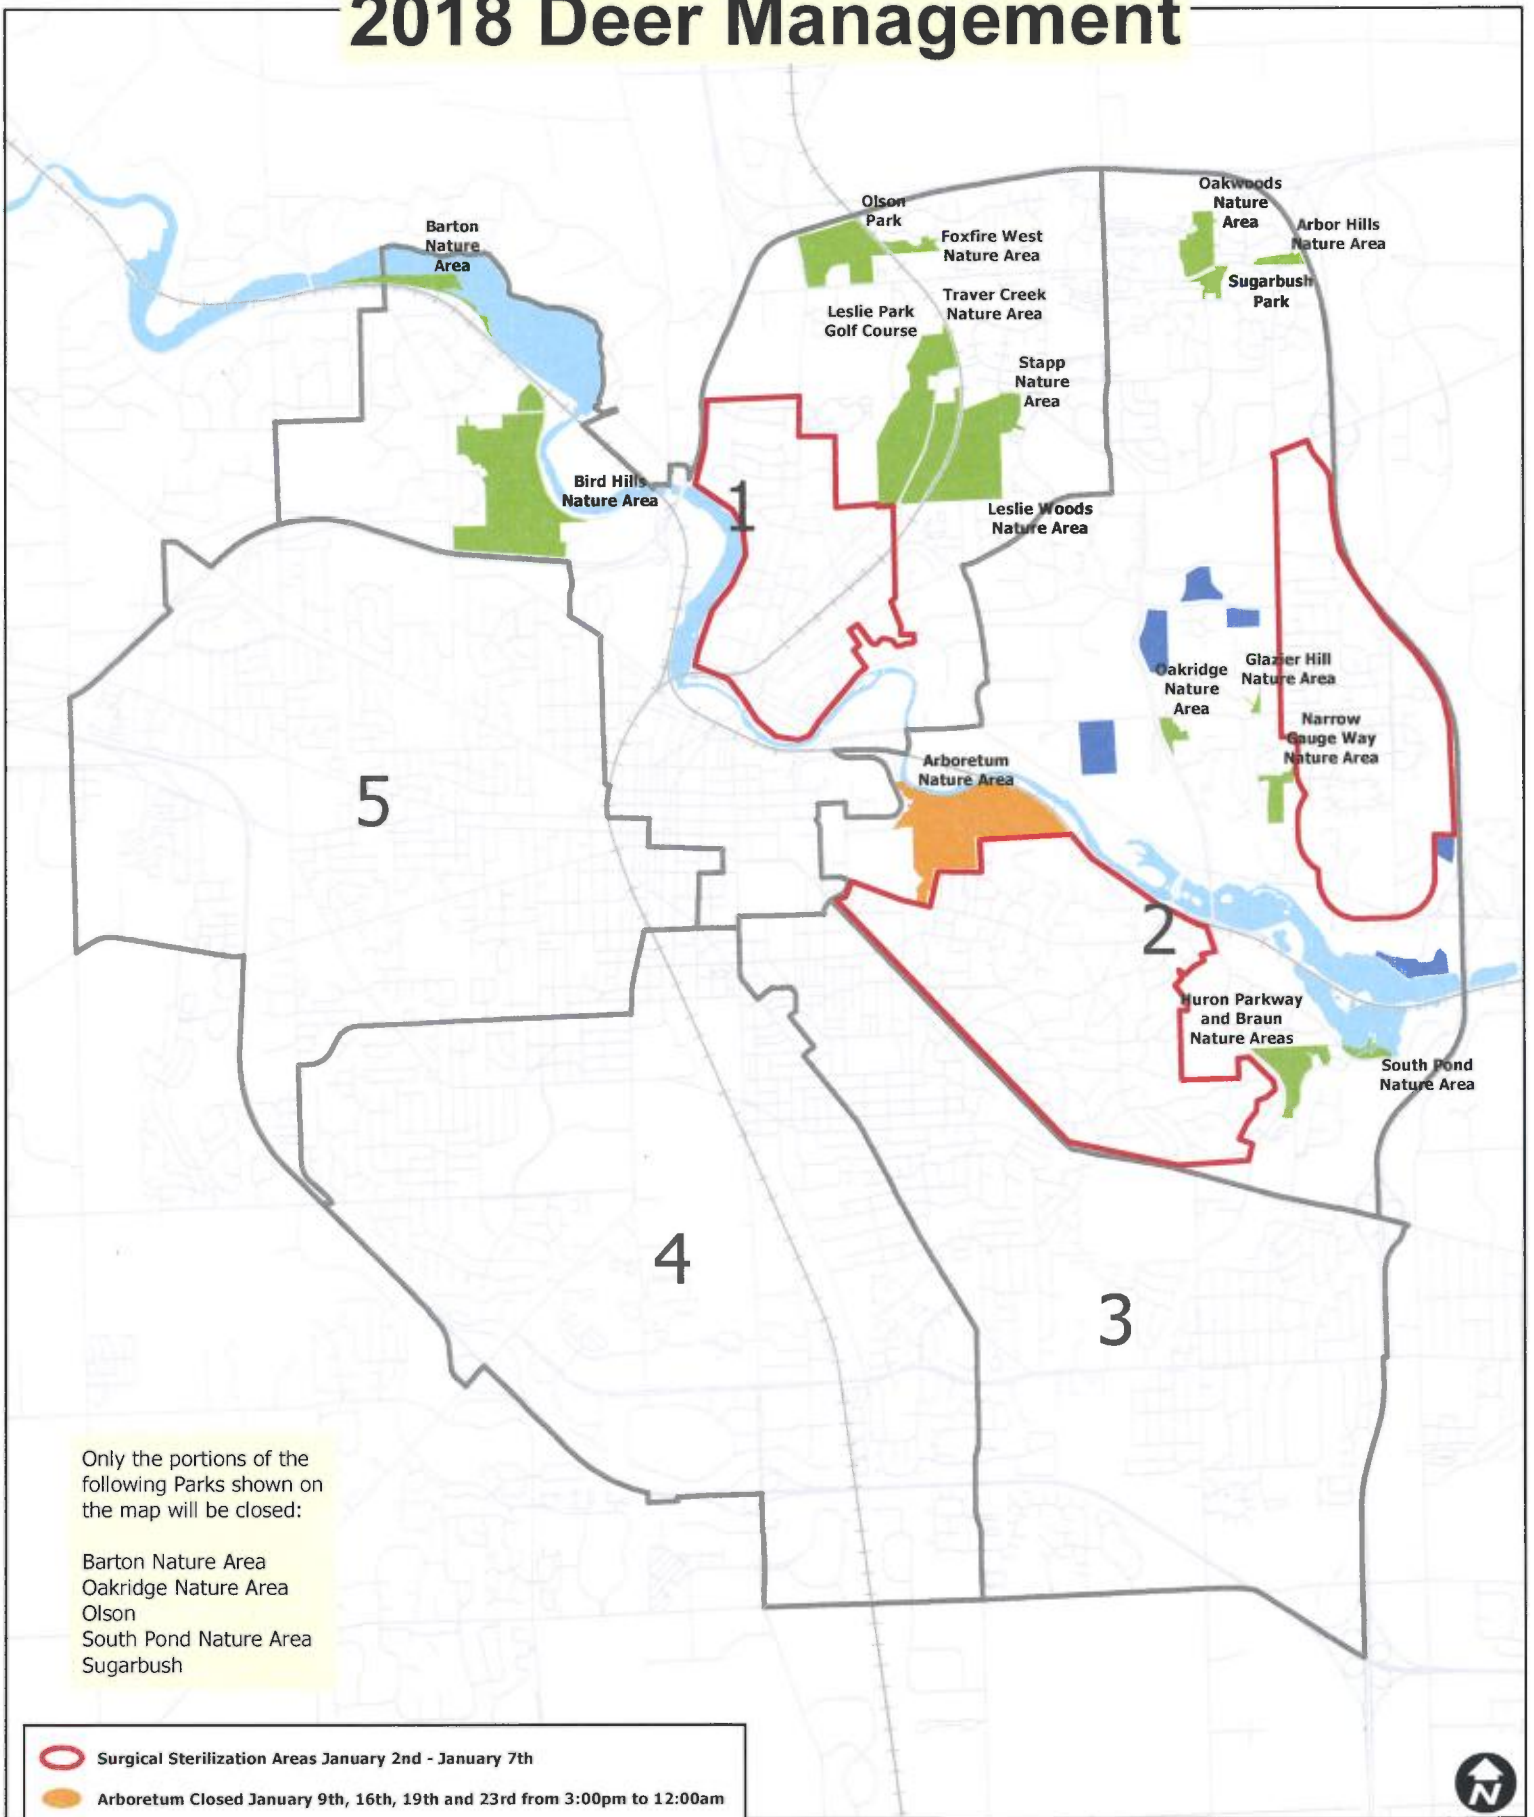 2018 Deer Management
Oakwoods
Nature
Area
Olson
Park
Arbor Hills
Nature Area
Barton
Nature
Area
Foxfire West
Nature Area
Sugarbush
Park
Traver Creek
Nature Area
Leslie Park
Golf Course
Stapp
Nature
Area
Bird Hills
Nature Area
1
Leslie Woods
Nature Area
Oakridge
Nature
Area
Glazier Hill
Nature Area
Narrow
Gauge Way
Nature Area
Arboretum
Nature Area
5
2
Huron Parkway
and Braun
Nature Areas
South Pond
Nature Area
4
3
Only the portions of the
following Parks shown on
the map will be closed:
Barton Nature Area
Oakridge Nature Area
Olson
South Pond Nature Area
Sugarbush
Surgical Sterilization Areas January 2nd - January 7th
Arboretum Closed January 9th, 16th, 19th and 23rd from 3:00pm to 12:00am
N